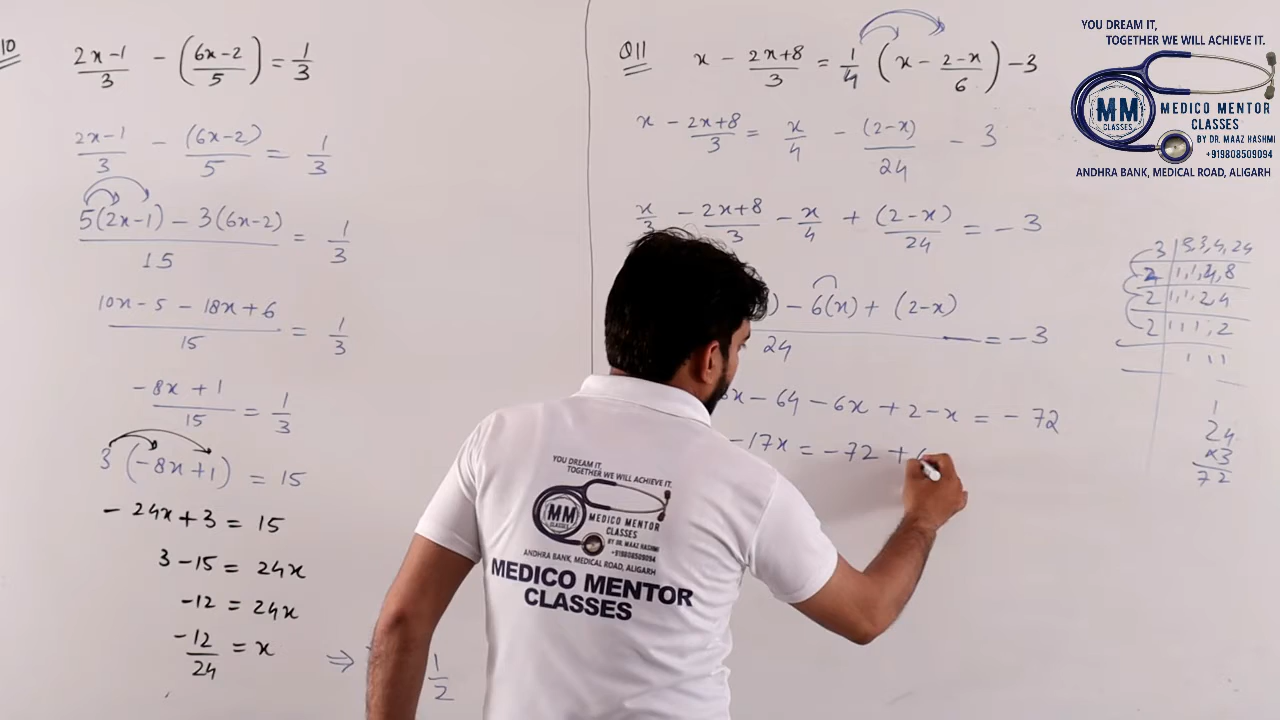 10
2x-1/3 - (6x-2/5) = 1/3
2x-1/3 - (6x-2)/5 = 1/3
5(2x-1) - 3(6x-2)/15 = 1/3
10x-5 - 18x+6/15 = 1/3
-8x + 1/15 = 1/3
3(-8x+1) = 15
- 24x+3 = 15
3-15 = 24x
-12 = 24x
-12/24 = x
⇒ 1/2
Q11
x - 2x+8/3 = 1/4 (x - 2-x/6) -3
x - 2x+8/3 = x/4 - (2-x)/24 - 3
x/3 - 2x+8/3 - x/4 + (2-x)/24 = -3
) - 6(x) + (2-x)/24 = -3
x - 64 - 6x + 2-x = -72
-17x = -72 +
3,4,24
2 1,1,4,8
2 1,1,2,4
2 1,1,1,2
1 1 1
1
24
×3
72
YOU DREAM IT,
TOGETHER WE WILL ACHIEVE IT.
MM
CLASSES
MEDICO MENTOR
CLASSES
BY DR. MAAZ HASHMI
+919808509094
ANDHRA BANK, MEDICAL ROAD, ALIGARH
YOU DREAM IT,
TOGETHER WE WILL ACHIEVE IT.
MM
CLASSES
MEDICO MENTOR
CLASSES
BY DR. MAAZ HASHMI
+919808509094
ANDHRA BANK, MEDICAL ROAD, ALIGARH
MEDICO MENTOR
CLASSES